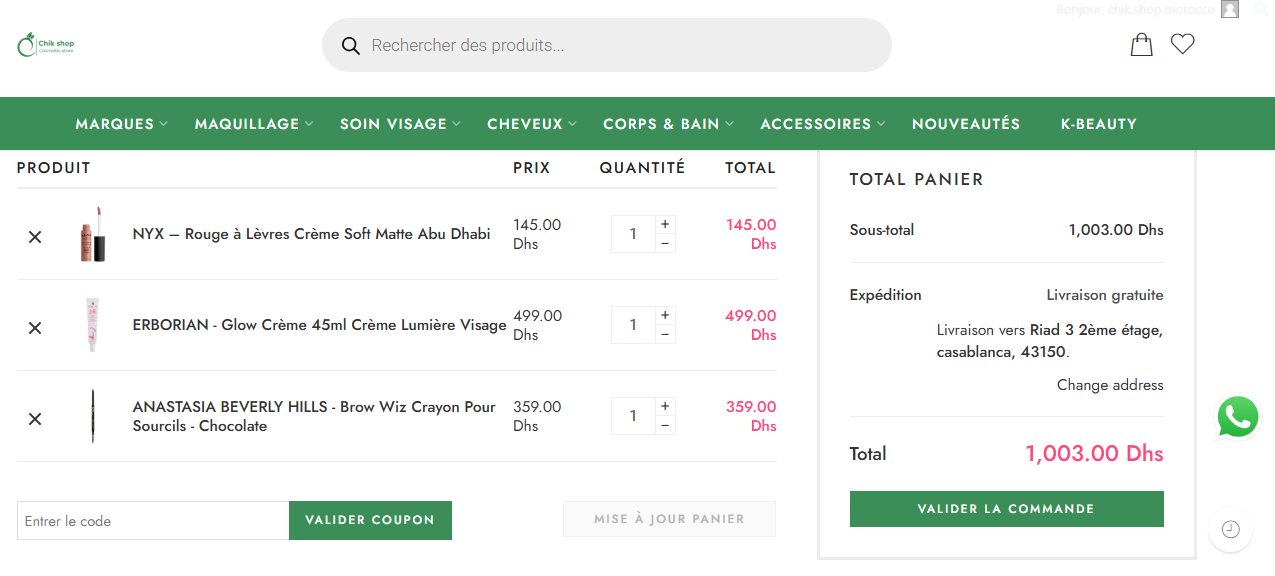 Bonjour, chik.shop.morocco
Chik shop
Cosmetic store
Rechercher des produits...
MARQUES MAQUILLAGE SOIN VISAGE CHEVEUX CORPS & BAIN ACCESSOIRES NOUVEAUTÉS K-BEAUTY
PRODUIT PRIX QUANTITÉ TOTAL
NYX – Rouge à Lèvres Crème Soft Matte Abu Dhabi
145.00
Dhs
1
+
−
145.00
Dhs
ERBORIAN - Glow Crème 45ml Crème Lumière Visage
499.00
Dhs
1
+
−
499.00
Dhs
ANASTASIA BEVERLY HILLS - Brow Wiz Crayon Pour
Sourcils - Chocolate
359.00
Dhs
1
+
−
359.00
Dhs
Entrer le code
VALIDER COUPON
MISE À JOUR PANIER
TOTAL PANIER
Sous-total 1,003.00 Dhs
Expédition Livraison gratuite
Livraison vers Riad 3 2ème étage,
casablanca, 43150.
Change address
Total 1,003.00 Dhs
VALIDER LA COMMANDE